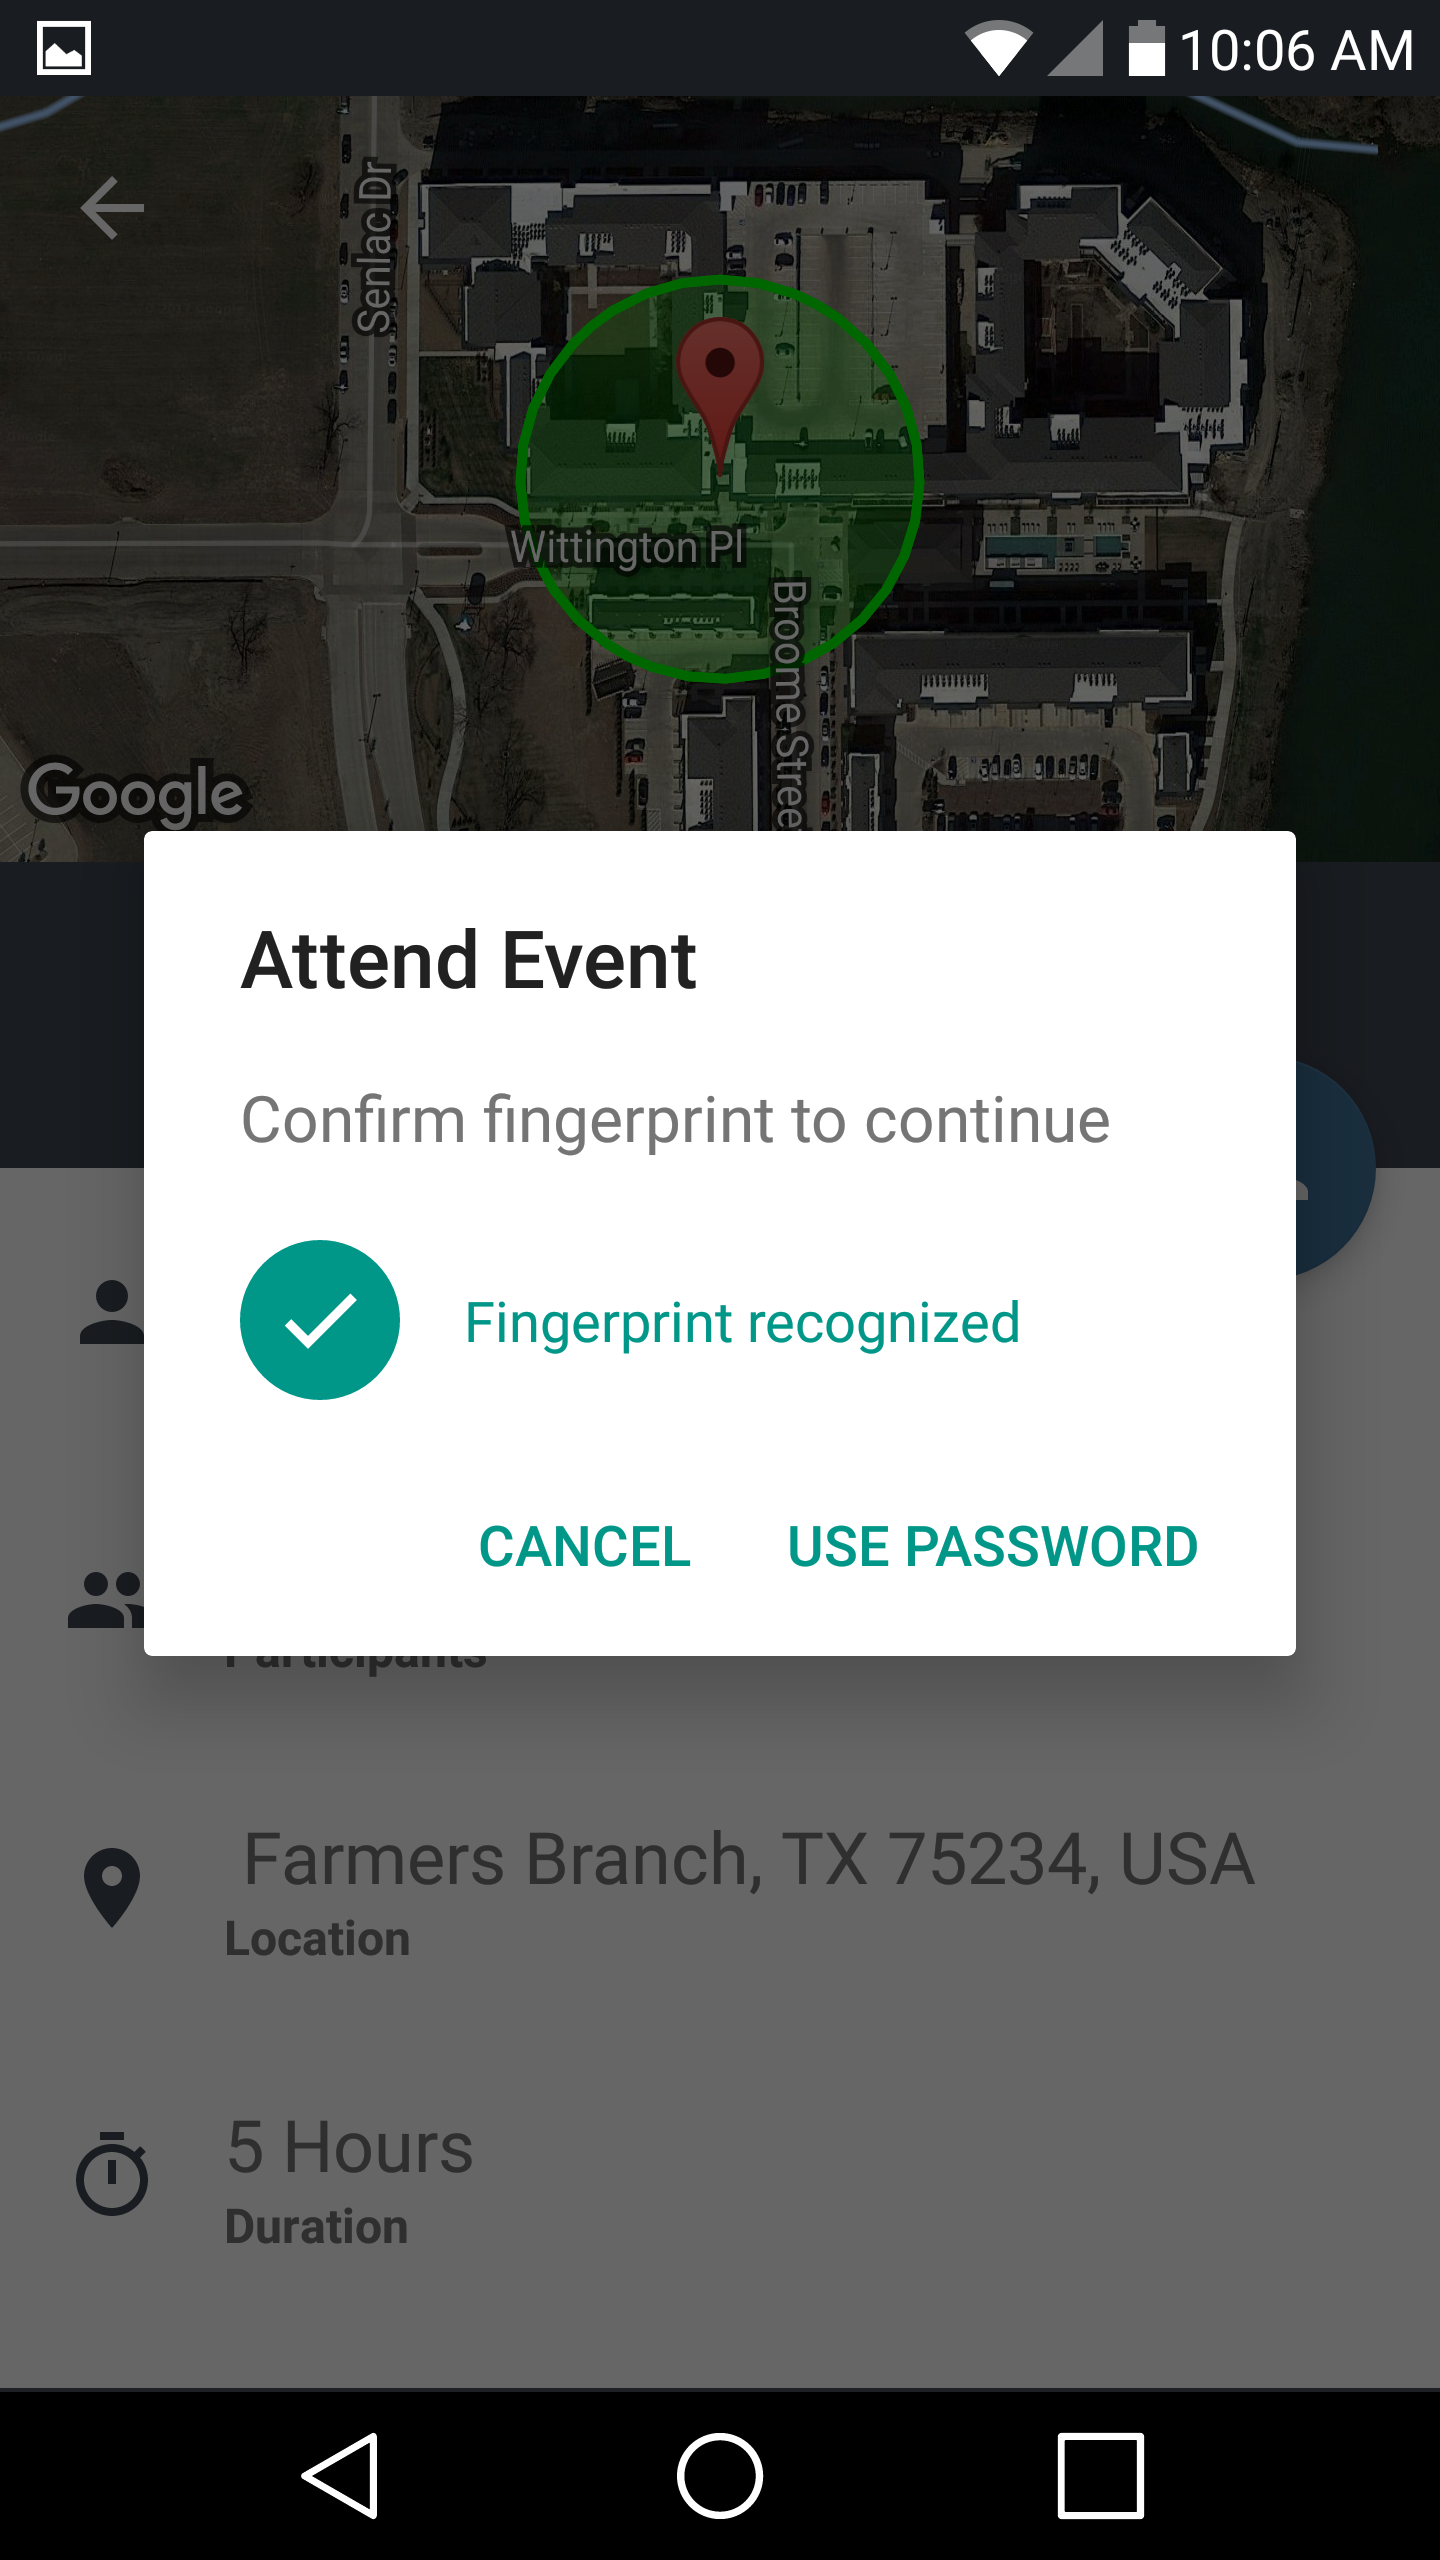 10:06 AM
Senlac Dr
Wittington Pl
Broome Stree
Google
Attend Event
Confirm fingerprint to continue
Fingerprint recognized
CANCEL USE PASSWORD
Participants
Farmers Branch, TX 75234, USA
Location
5 Hours
Duration